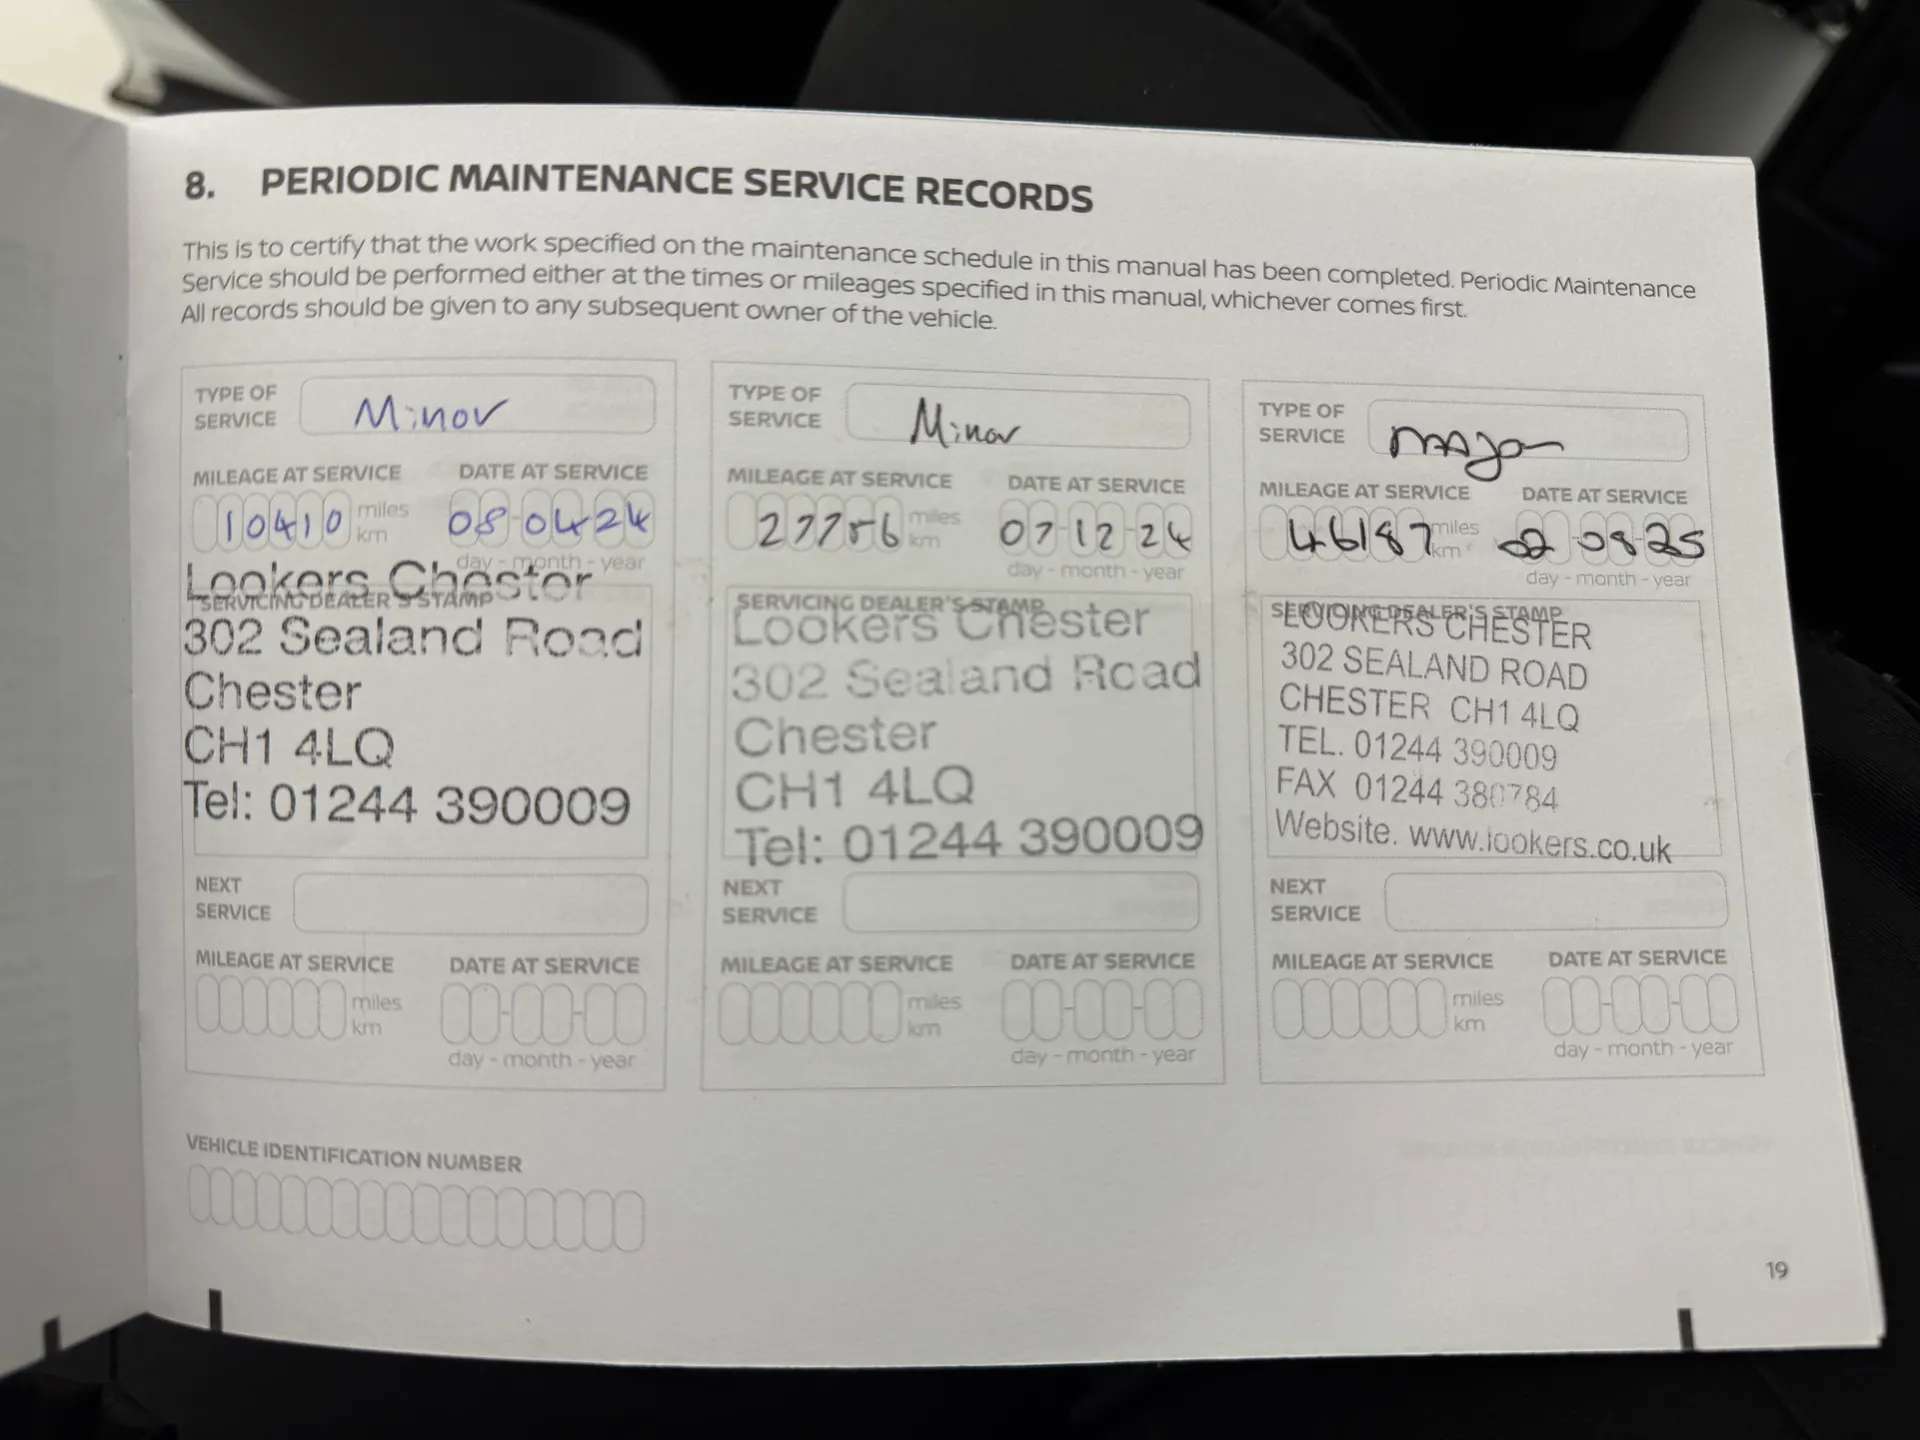 8. PERIODIC MAINTENANCE SERVICE RECORDS
This is to certify that the work specified on the maintenance schedule in this manual has been completed. Periodic Maintenance
Service should be performed either at the times or mileages specified in this manual, whichever comes first.
All records should be given to any subsequent owner of the vehicle.
TYPE OF
SERVICE
Minor
MILEAGE AT SERVICE
DATE AT SERVICE
10410
miles
km
08 04 24
day - month - year
SERVICING DEALER'S STAMP
Lookers Chester
302 Sealand Road
Chester
CH1 4LQ
Tel: 01244 390009
NEXT
SERVICE
MILEAGE AT SERVICE
DATE AT SERVICE
miles
km
day - month - year
TYPE OF
SERVICE
Minor
MILEAGE AT SERVICE
DATE AT SERVICE
27756
miles
km
07 - 12 - 24
day - month - year
SERVICING DEALER'S STAMP
Lookers Chester
302 Sealand Road
Chester
CH1 4LQ
Tel: 01244 390009
NEXT
SERVICE
MILEAGE AT SERVICE
DATE AT SERVICE
miles
km
day - month - year
TYPE OF
SERVICE
major
MILEAGE AT SERVICE
DATE AT SERVICE
46187
miles
km
02 08 25
day - month - year
SERVICING DEALER'S STAMP
LOOKERS CHESTER
302 SEALAND ROAD
CHESTER CH1 4LQ
TEL. 01244 390009
FAX 01244 380784
Website. www.lookers.co.uk
NEXT
SERVICE
MILEAGE AT SERVICE
DATE AT SERVICE
miles
km
day - month - year
VEHICLE IDENTIFICATION NUMBER
19